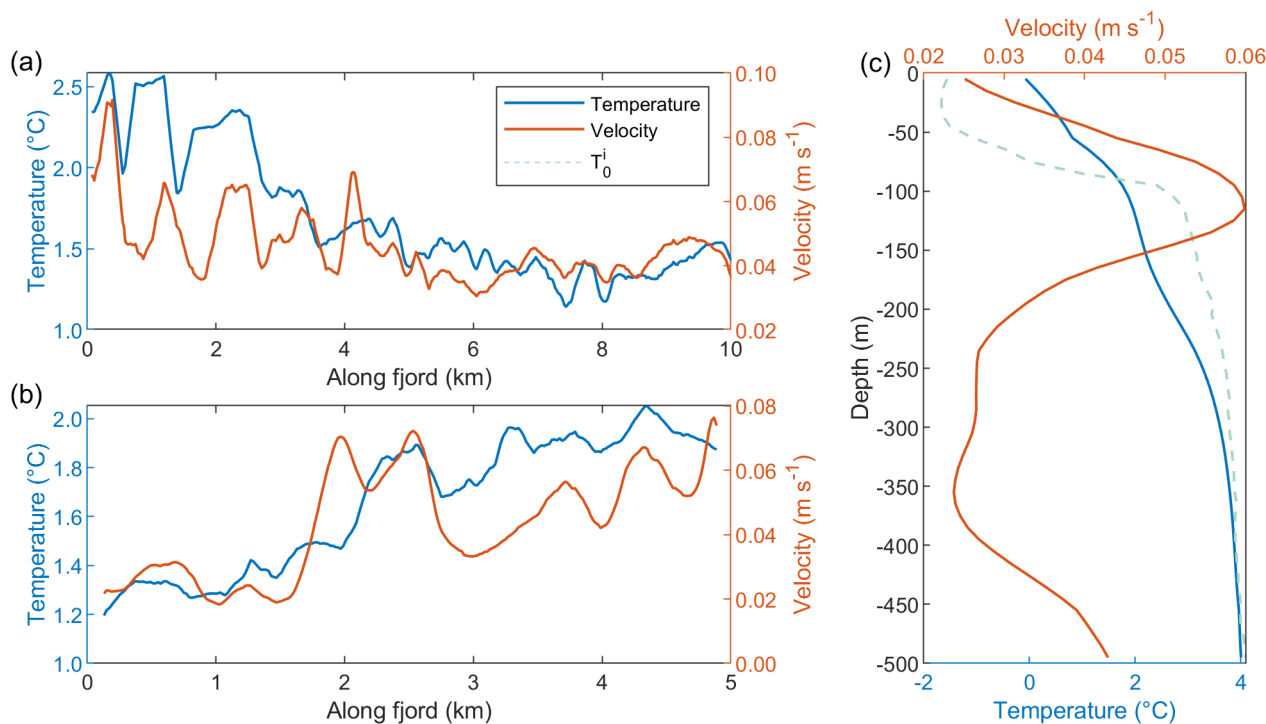 (a)
2.5
2.0
1.5
1.0
Temperature (°C)
0.10
0.08
0.06
0.04
0.02
Velocity (m s⁻¹)
Temperature
Velocity
T₀ⁱ
0 2 4 6 8 10
Along fjord (km)
(b)
2.0
1.8
1.6
1.4
1.2
1.0
Temperature (°C)
0.08
0.06
0.04
0.02
0.00
Velocity (m s⁻¹)
0 1 2 3 4 5
Along fjord (km)
(c)
Velocity (m s⁻¹)
0.02 0.03 0.04 0.05 0.06
0
-50
-100
-150
-200
-250
-300
-350
-400
-450
-500
Depth (m)
-2 0 2 4
Temperature (°C)